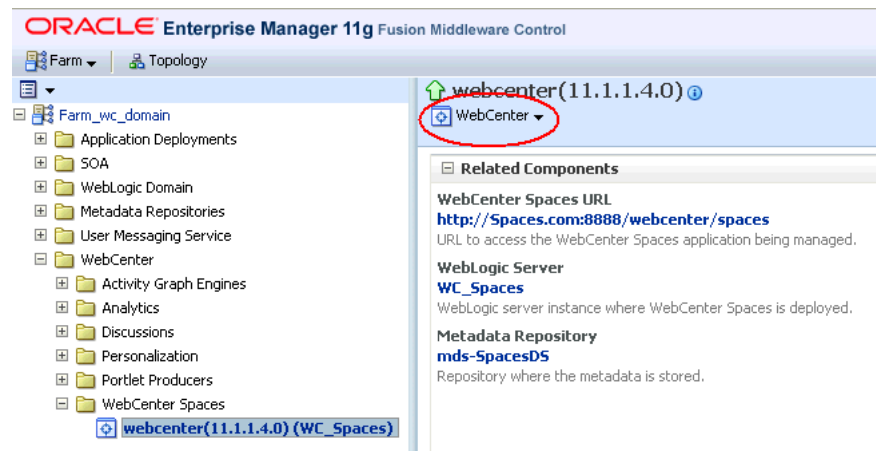 ORACLE Enterprise Manager 11g Fusion Middleware Control
Farm Topology
Farm_wc_domain
Application Deployments
SOA
WebLogic Domain
Metadata Repositories
User Messaging Service
WebCenter
Activity Graph Engines
Analytics
Discussions
Personalization
Portlet Producers
WebCenter Spaces
webcenter(11.1.1.4.0) (WC_Spaces)
webcenter(11.1.1.4.0)
WebCenter
Related Components
WebCenter Spaces URL
http://Spaces.com:8888/webcenter/spaces
URL to access the WebCenter Spaces application being managed.
WebLogic Server
WC_Spaces
WebLogic server instance where WebCenter Spaces is deployed.
Metadata Repository
mds-SpacesDS
Repository where the metadata is stored.